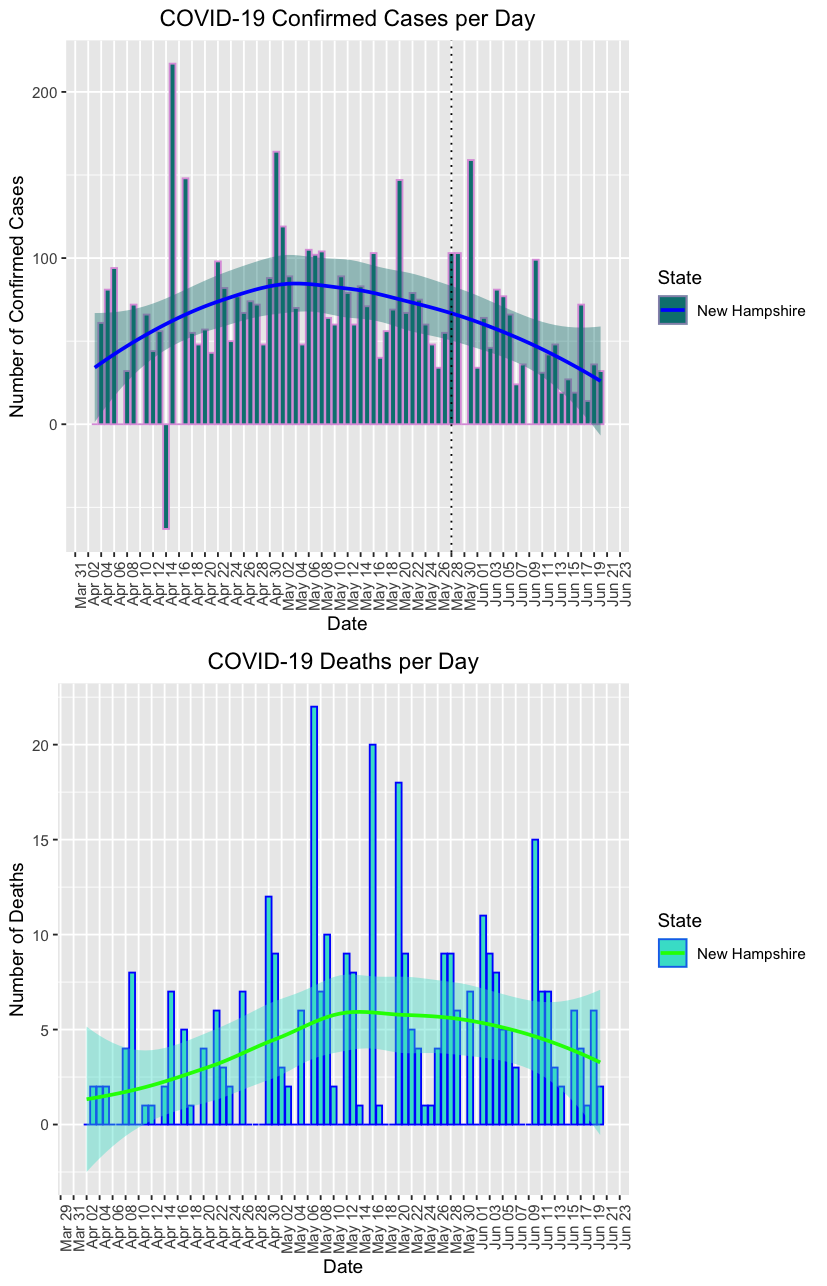 COVID-19 Confirmed Cases per Day
Number of Confirmed Cases
200
100
0
Mar 31
Apr 02
Apr 04
Apr 06
Apr 08
Apr 10
Apr 12
Apr 14
Apr 16
Apr 18
Apr 20
Apr 22
Apr 24
Apr 26
Apr 28
Apr 30
May 02
May 04
May 06
May 08
May 10
May 12
May 14
May 16
May 18
May 20
May 22
May 24
May 26
May 28
May 30
Jun 01
Jun 03
Jun 05
Jun 07
Jun 09
Jun 11
Jun 13
Jun 15
Jun 17
Jun 19
Jun 21
Jun 23
Date
State
New Hampshire
COVID-19 Deaths per Day
Number of Deaths
20
15
10
5
0
Mar 29
Mar 31
Apr 02
Apr 04
Apr 06
Apr 08
Apr 10
Apr 12
Apr 14
Apr 16
Apr 18
Apr 20
Apr 22
Apr 24
Apr 26
Apr 28
Apr 30
May 02
May 04
May 06
May 08
May 10
May 12
May 14
May 16
May 18
May 20
May 22
May 24
May 26
May 28
May 30
Jun 01
Jun 03
Jun 05
Jun 07
Jun 09
Jun 11
Jun 13
Jun 15
Jun 17
Jun 19
Jun 21
Jun 23
Date
State
New Hampshire